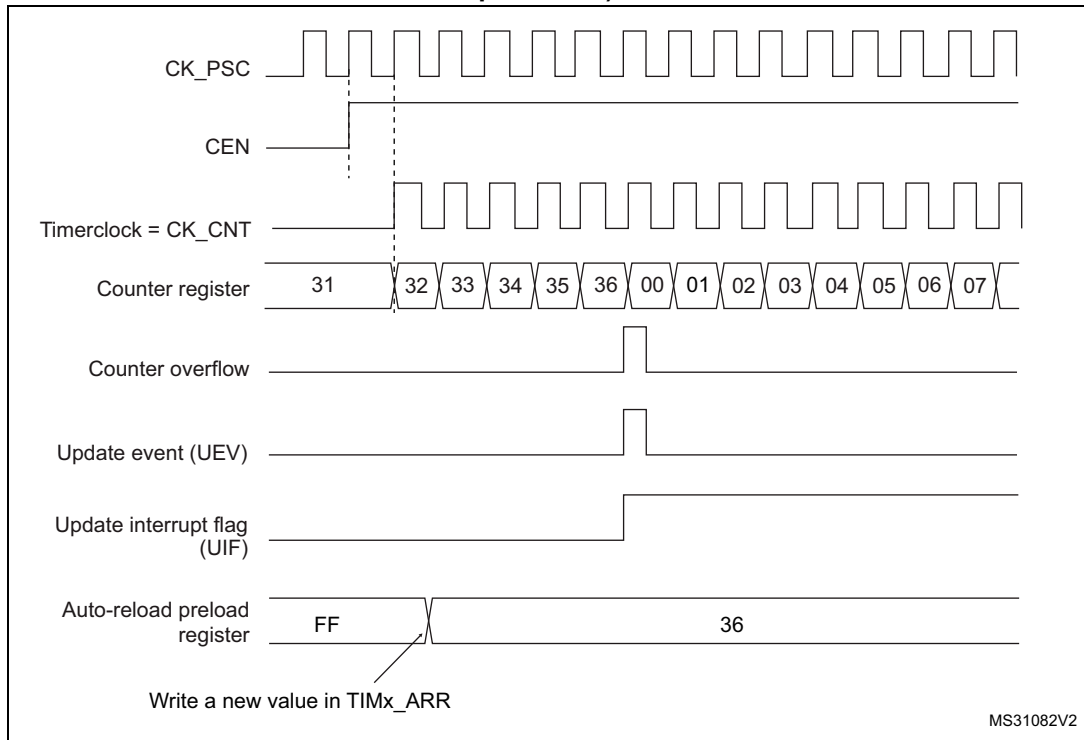 CK_PSC
CEN
Timerclock = CK_CNT
Counter register 31 32 33 34 35 36 00 01 02 03 04 05 06 07
Counter overflow
Update event (UEV)
Update interrupt flag
(UIF)
Auto-reload preload
register FF 36
Write a new value in TIMx_ARR
MS31082V2